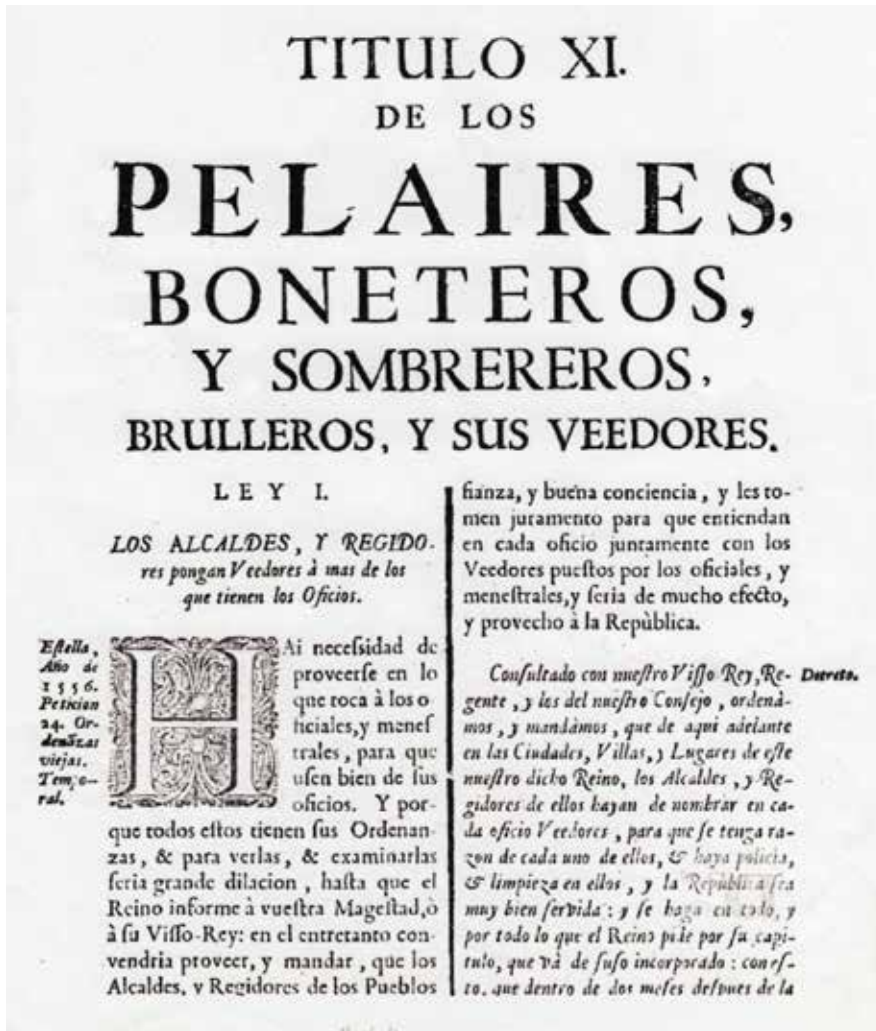 TITULO XI.
DE LOS
PELAIRES,
BONETEROS,
Y SOMBREREROS,
BRULLEROS, Y SUS VEEDORES.
LEY I.
LOS ALCALDES, Y REGIDO-
res pongan Veedores à mas de los
que tienen los Oficios.
Estella,
Año de
1556.
Peticion
24. Or-
denāzas
viejas.
Tempo-
ral.
HAi necessidad de
proveerse en lo
que toca à los o
ficiales, y menes
trales, para que
usen bien de sus
oficios. Y por-
que todos estos tienen sus Ordenan-
zas, & para verlas, & examinarlas
seria grande dilacion, hasta que el
Reino informe à vuestra Magestad, ò
à su Visso-Rey: en el entretanto con-
vendria proveer, y mandar, que los
Alcaldes, y Regidores de los Pueblos
fianza, y buena conciencia, y les to-
men juramento para que entiendan
en cada oficio juntamente con los
Veedores puestos por los oficiales, y
menestrales, y seria de mucho efecto,
y provecho à la Repùblica.
Consultado con nuestro Visso Rey, Re-
gente, y los del nuestro Consejo, ordenà-
mos, y mandàmos, que de aqui adelante
en las Ciudades, Villas, y Lugares de este
nuestro dicho Reino, los Alcaldes, y Re-
gidores de ellos hayan de nombrar en ca-
da oficio Veedores, para que se tenga ra-
zon de cada uno de ellos, & haya policia,
& limpieza en ellos, y la Repùblica sea
muy bien servida: y se haga en todo, y
por todo lo que el Reino pide por su capi-
tulo, que và de suso incorporado: con es-
to, que dentro de dos meses despues de la
Decreto.